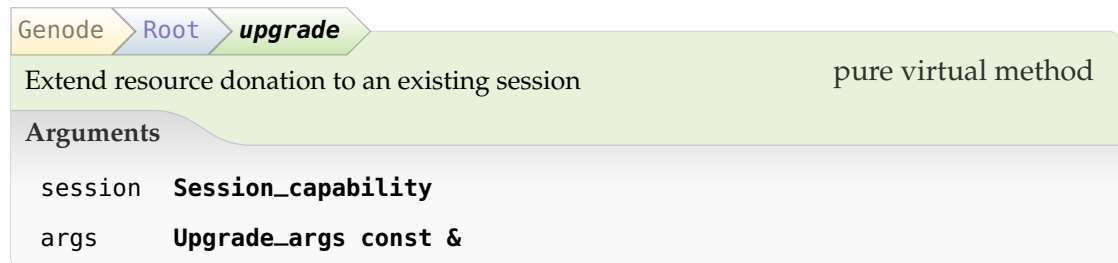 Genode Root upgrade
Extend resource donation to an existing session pure virtual method
Arguments
session Session_capability
args Upgrade_args const &